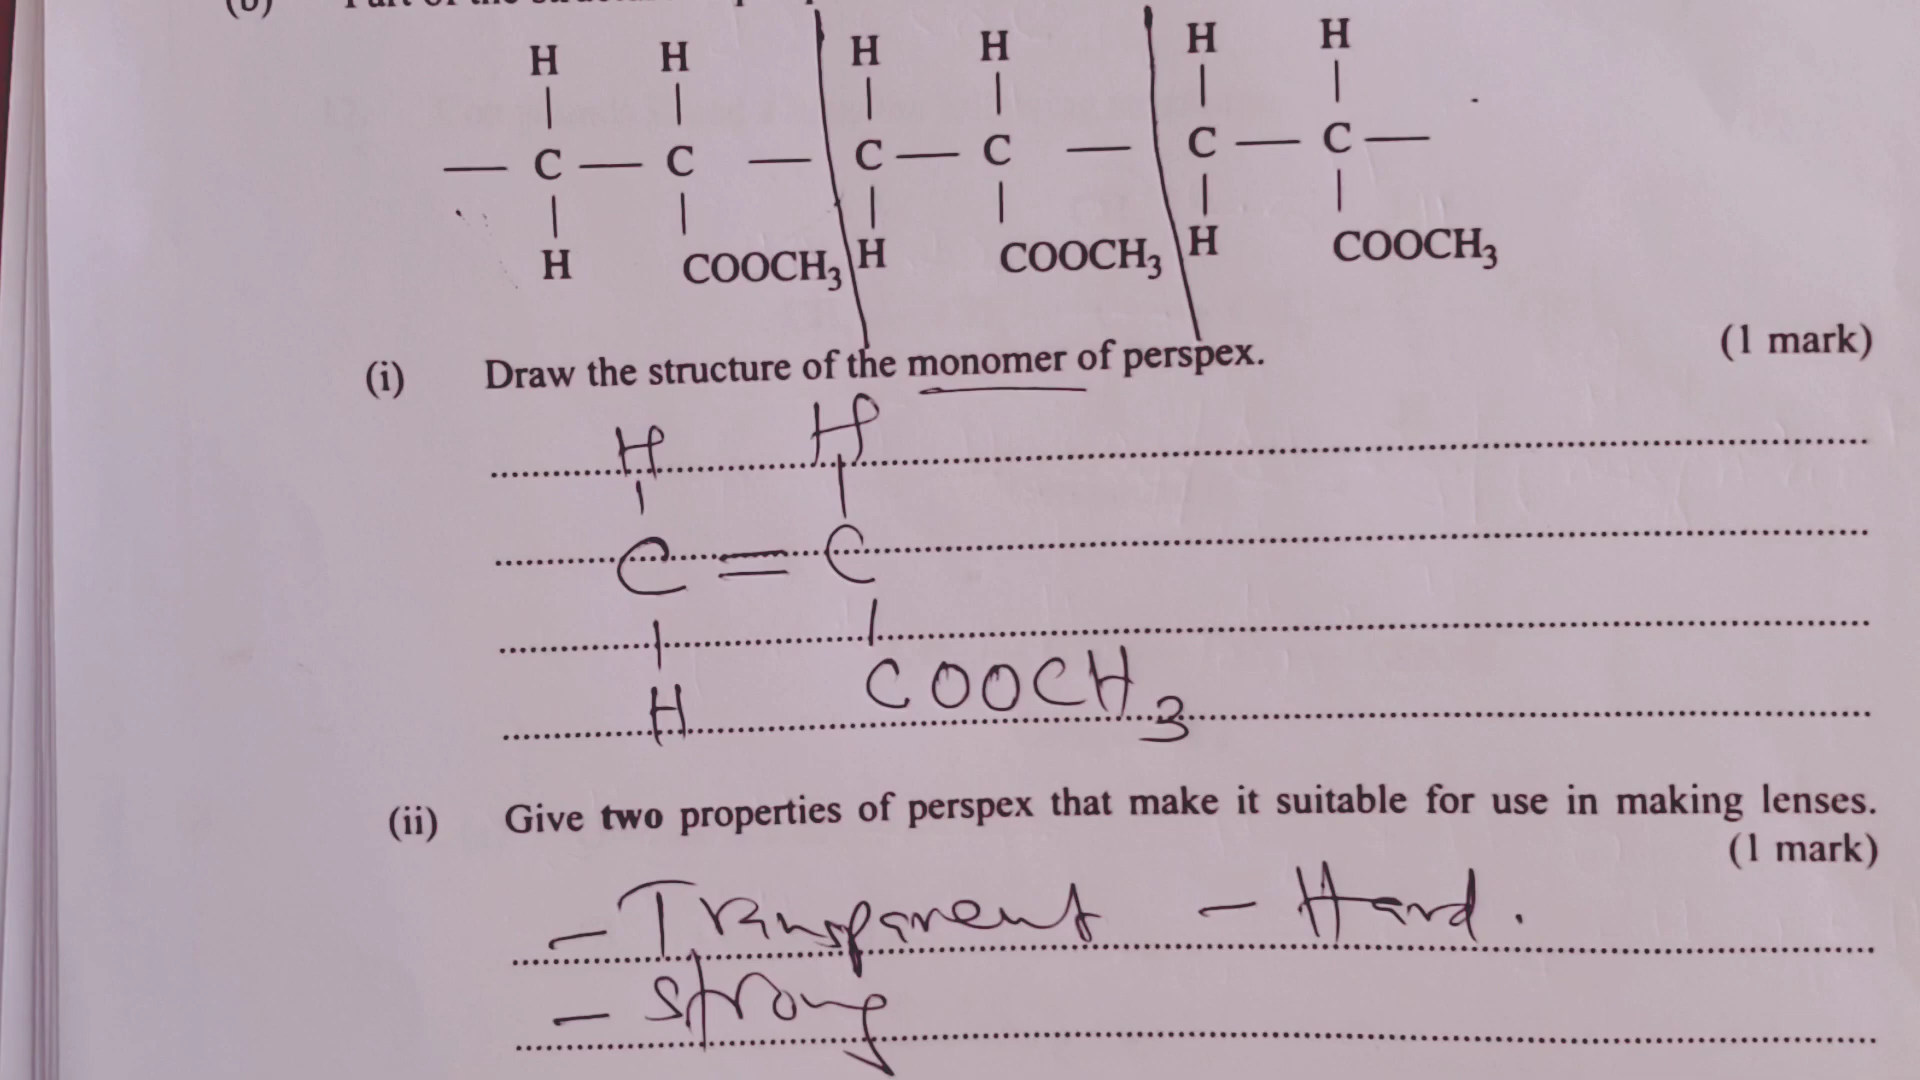 (b)
H H H H H H
— C — C — C — C — C — C —
H COOCH3 H COOCH3 H COOCH3
(i) Draw the structure of the monomer of perspex. (1 mark)
H H
C = C
H COOCH3
(ii) Give two properties of perspex that make it suitable for use in making lenses.
(1 mark)
- Transparent - Hard.
- Strong